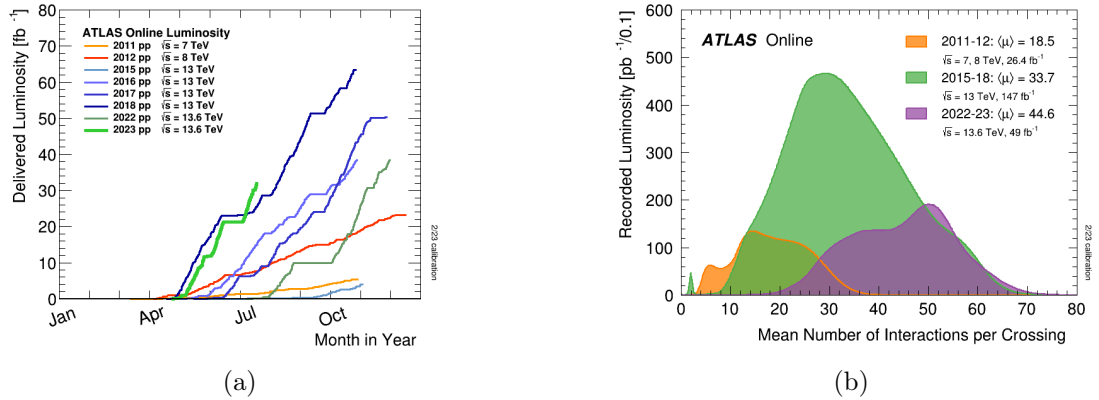 80
70
60
50
40
30
20
10
0
Delivered Luminosity [fb⁻¹]
ATLAS Online Luminosity
2011 pp √s = 7 TeV
2012 pp √s = 8 TeV
2015 pp √s = 13 TeV
2016 pp √s = 13 TeV
2017 pp √s = 13 TeV
2018 pp √s = 13 TeV
2022 pp √s = 13.6 TeV
2023 pp √s = 13.6 TeV
Jan
Apr
Jul
Oct
Month in Year
2/23 calibration
(a)
600
500
400
300
200
100
0
Recorded Luminosity [pb⁻¹/0.1]
ATLAS Online
2011-12: ⟨μ⟩ = 18.5
√s = 7, 8 TeV, 26.4 fb⁻¹
2015-18: ⟨μ⟩ = 33.7
√s = 13 TeV, 147 fb⁻¹
2022-23: ⟨μ⟩ = 44.6
√s = 13.6 TeV, 49 fb⁻¹
0 10 20 30 40 50 60 70 80
Mean Number of Interactions per Crossing
2/23 calibration
(b)